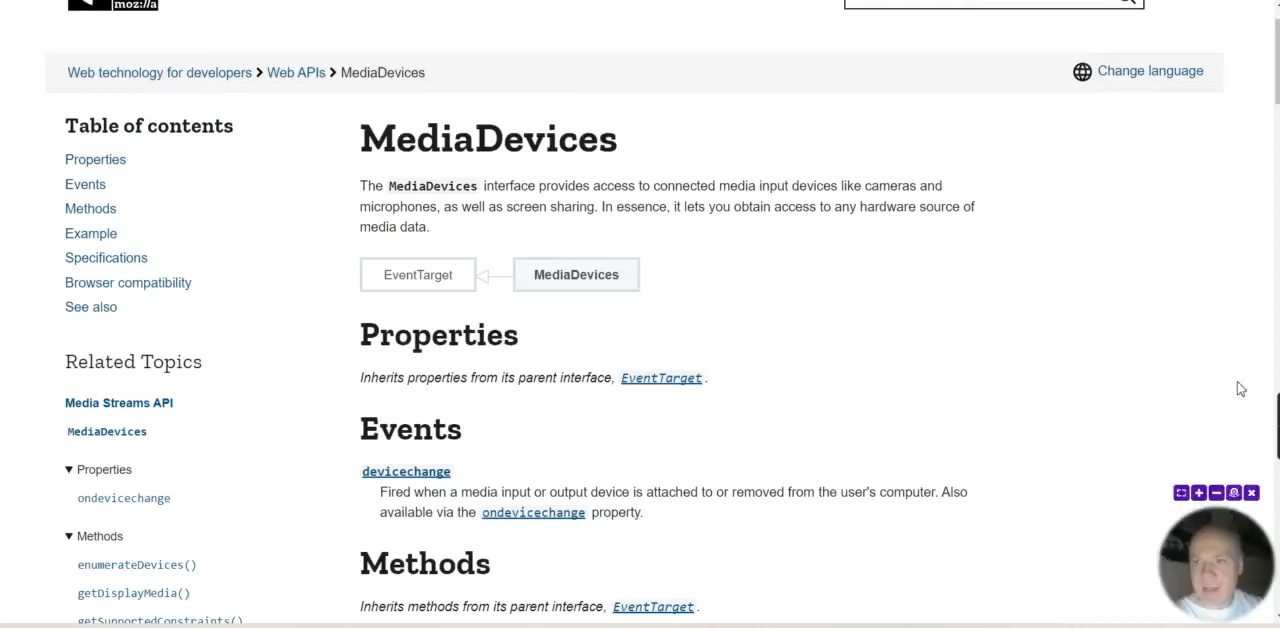 moz://a
Web technology for developers > Web APIs > MediaDevices
Change language
Table of contents
Properties
Events
Methods
Example
Specifications
Browser compatibility
See also
Related Topics
Media Streams API
MediaDevices
▼ Properties
ondevicechange
▼ Methods
enumerateDevices()
getDisplayMedia()
getSupportedConstraints()
MediaDevices
The MediaDevices interface provides access to connected media input devices like cameras and
microphones, as well as screen sharing. In essence, it lets you obtain access to any hardware source of
media data.
EventTarget
MediaDevices
Properties
Inherits properties from its parent interface, EventTarget.
Events
devicechange
Fired when a media input or output device is attached to or removed from the user's computer. Also
available via the ondevicechange property.
Methods
Inherits methods from its parent interface, EventTarget.